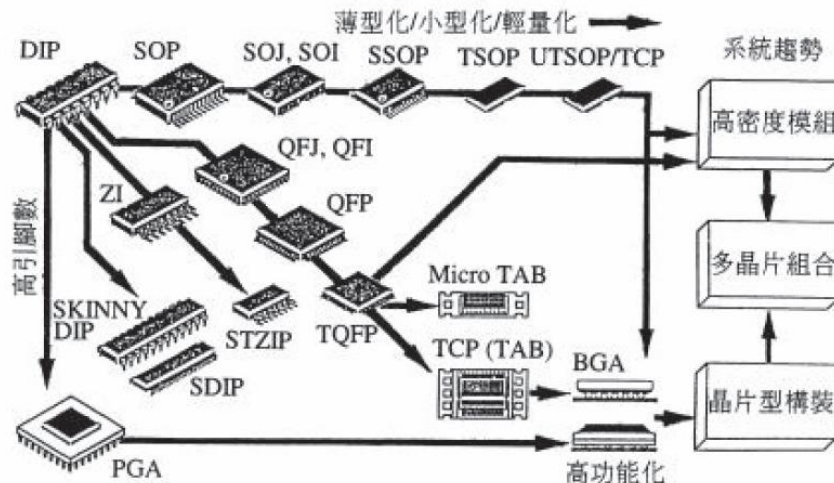 薄型化/小型化/輕量化
DIP
SOP
SOJ, SOI
SSOP
TSOP
UTSOP/TCP
系統趨勢
高密度模組
QFJ, QFI
ZI
QFP
高引腳數
多晶片組合
Micro TAB
SKINNY
DIP
STZIP
TQFP
TCP (TAB)
BGA
SDIP
晶片型構裝
PGA
高功能化